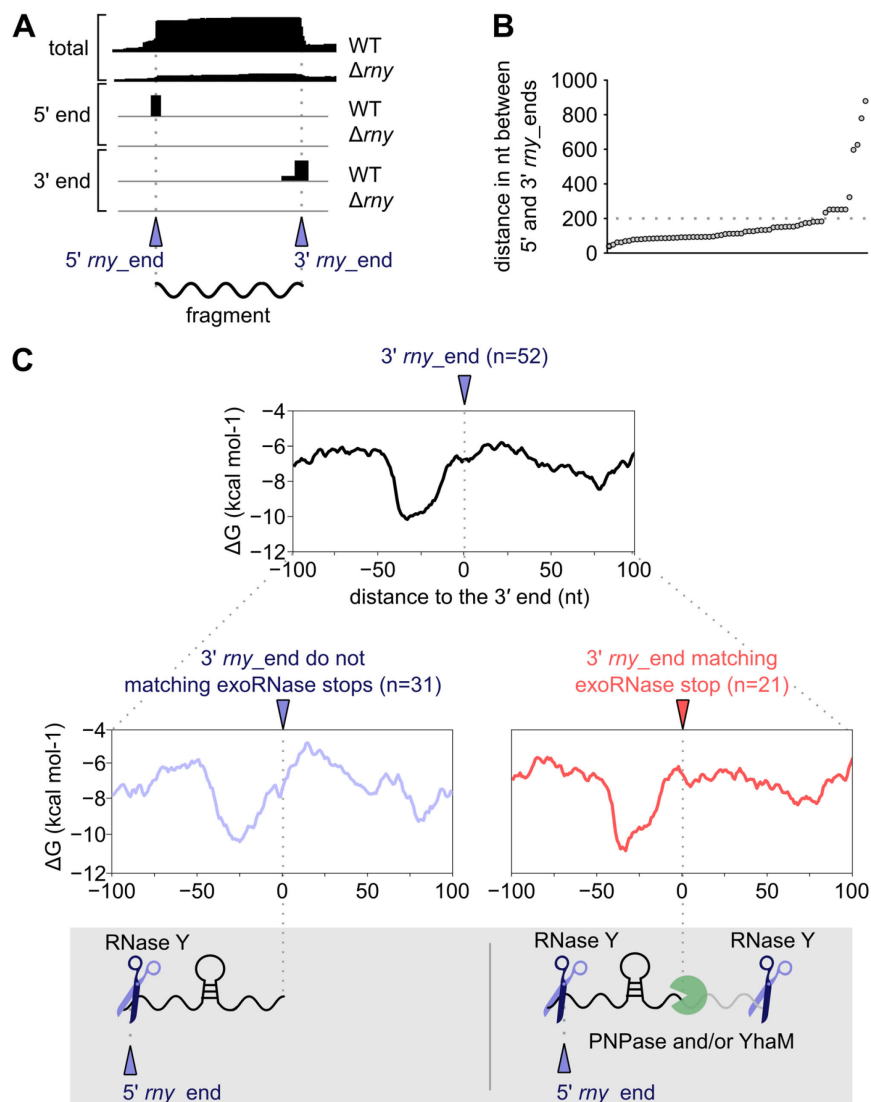 A
total
WT
Δrny
5' end
WT
Δrny
3' end
WT
Δrny
5' rny_end
3' rny_end
fragment
B
distance in nt between
5' and 3' rny_ends
1000
800
600
400
200
0
C
3' rny_end (n=52)
ΔG (kcal mol-1)
−4
−6
−8
−10
−12
−100
−50
0
50
100
distance to the 3′ end (nt)
3' rny_end do not
matching exoRNase stops (n=31)
3' rny_end matching
exoRNase stop (n=21)
ΔG (kcal mol-1)
−4
−6
−8
−10
−12
−100
−50
0
50
100
−100
−50
0
50
100
RNase Y
5' rny_end
RNase Y
RNase Y
PNPase and/or YhaM
5' rny_end